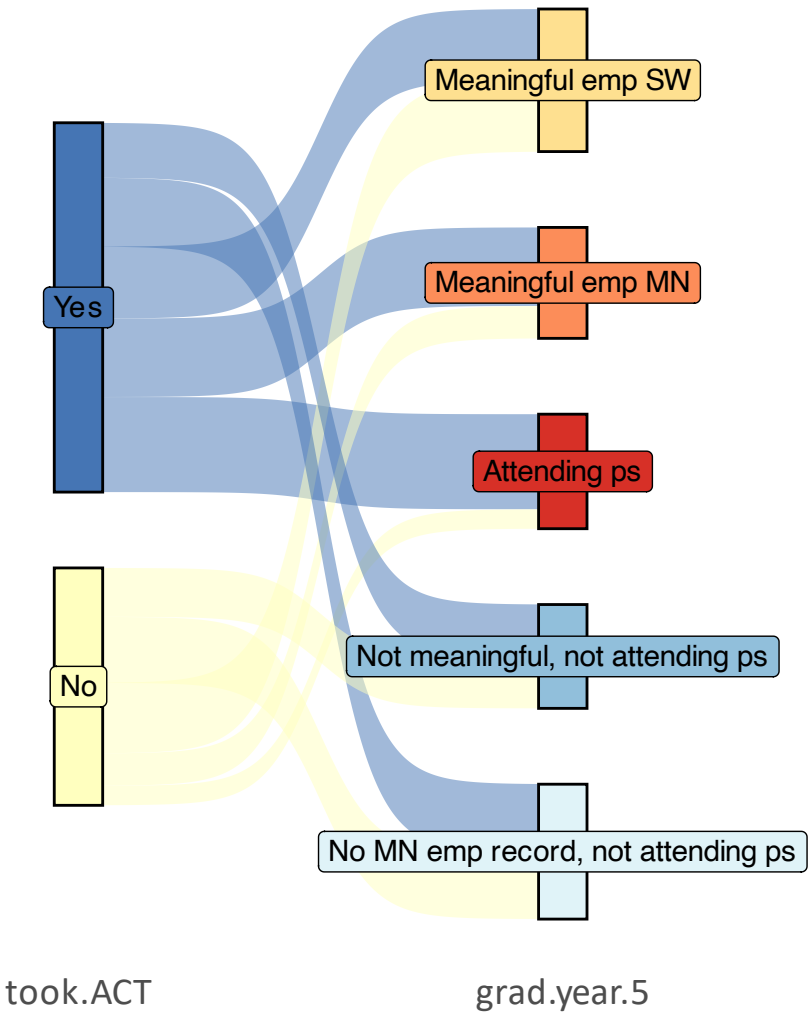 Meaningful emp SW
Yes
Meaningful emp MN
Attending ps
Not meaningful, not attending ps
No
No MN emp record, not attending ps
took.ACT
grad.year.5